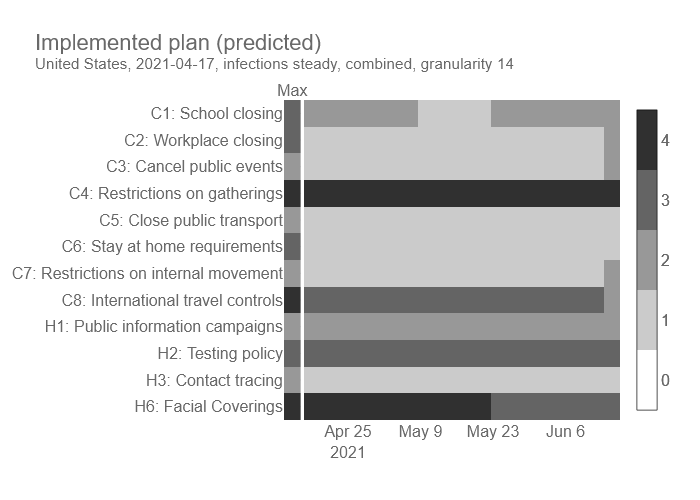 Implemented plan (predicted)
United States, 2021-04-17, infections steady, combined, granularity 14
Max
C1: School closing
C2: Workplace closing
C3: Cancel public events
C4: Restrictions on gatherings
C5: Close public transport
C6: Stay at home requirements
C7: Restrictions on internal movement
C8: International travel controls
H1: Public information campaigns
H2: Testing policy
H3: Contact tracing
H6: Facial Coverings
4
3
2
1
0
Apr 25 May 9 May 23 Jun 6
2021